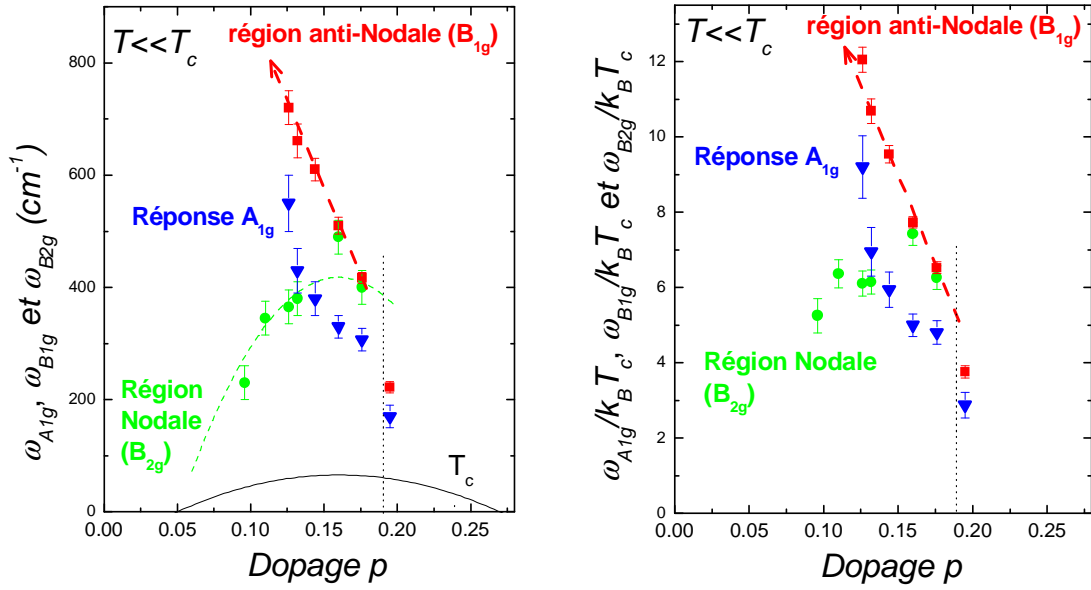 T<<Tc
région anti-Nodale (B1g)
800
600
400
200
0
ωA1g, ωB1g et ωB2g (cm-1)
Réponse A1g
Région
Nodale
(B2g)
Tc
0.00 0.05 0.10 0.15 0.20 0.25
Dopage p
T<<Tc
région anti-Nodale (B1g)
12
10
8
6
4
2
0
ωA1g/kBTc, ωB1g/kBTc et ωB2g/kBTc
Réponse A1g
Région Nodale
(B2g)
0.00 0.05 0.10 0.15 0.20 0.25
Dopage p